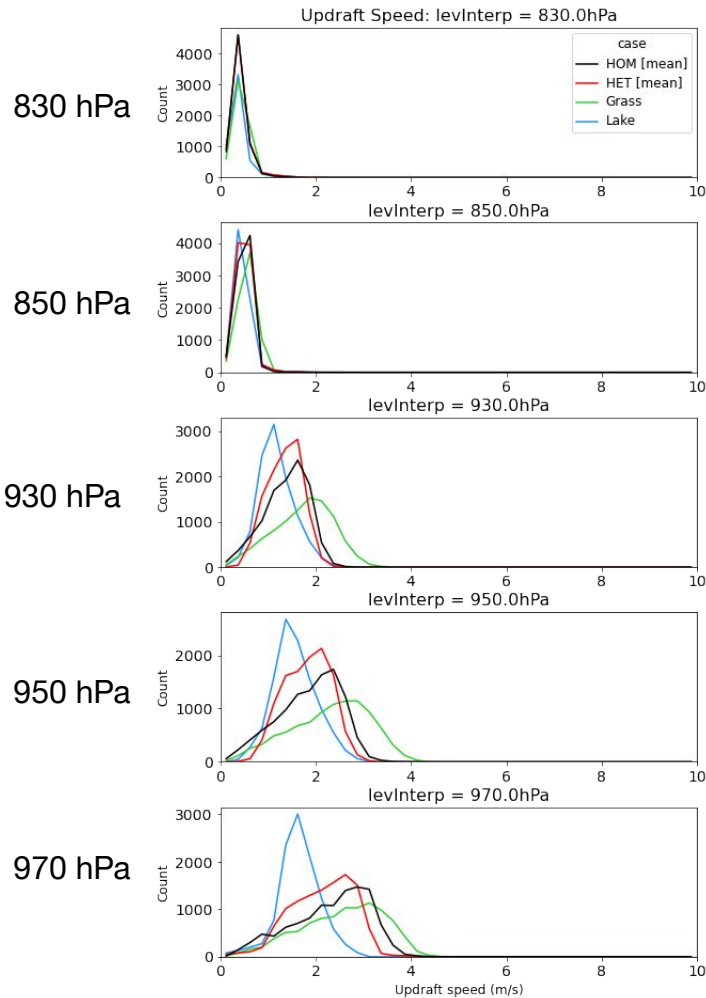 Updraft Speed: levInterp = 830.0hPa
830 hPa
Count
4000
3000
2000
1000
0
case
HOM [mean]
HET [mean]
Grass
Lake
0 2 4 6 8 10
levInterp = 850.0hPa
850 hPa
Count
4000
3000
2000
1000
0
0 2 4 6 8 10
levInterp = 930.0hPa
930 hPa
Count
3000
2000
1000
0
0 2 4 6 8 10
levInterp = 950.0hPa
950 hPa
Count
2000
1000
0
0 2 4 6 8 10
levInterp = 970.0hPa
970 hPa
Count
3000
2000
1000
0
0 2 4 6 8 10
Updraft speed (m/s)